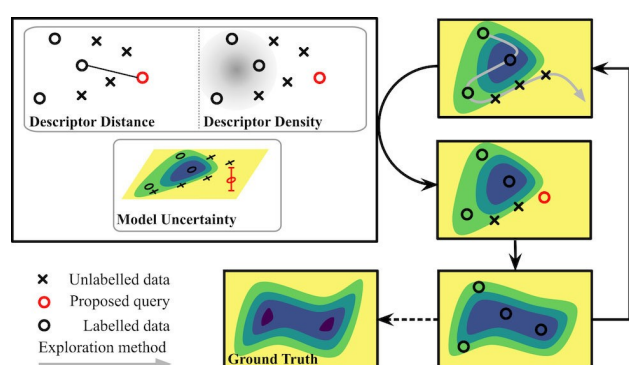 Descriptor Distance
Descriptor Density
Model Uncertainty
Unlabelled data
Proposed query
Labelled data
Exploration method
Ground Truth